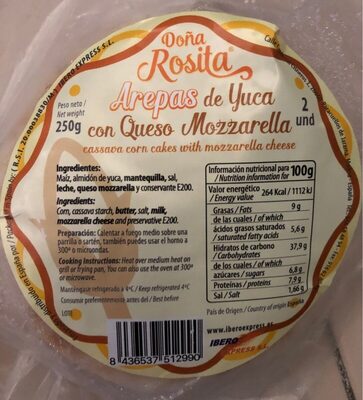 Doña
Rosita
Arepas de Yuca
con Queso Mozzarella
cassava corn cakes with mozzarella cheese
Peso neto /
Net weight
250g
2
und
IBERO EXPRESS S.L.
Ingredientes:
Maíz, almidón de yuca, mantequilla, sal,
leche, queso mozzarella y conservante E200.
Ingredients:
Corn, cassava starch, butter, salt, milk,
mozzarella cheese and preservative E200.
Preparación: Calentar a fuego medio sobre una
parrilla o sartén, también puedes usar el horno a
300º o microondas.
Cooking Instructions: Heat over medium heat on
grill or frying pan, You can also use the oven at 300º
or microwave.
Manténgase refrigerado a 4ºC / Keep refrigerated 4ºC
Consumir preferentemente antes del / Best before
LOTE
Información nutricional para
/ Nutrition information for 100g
Valor energético
/ Energy value 264 Kcal / 1112 kJ
Grasas / Fats 9 g
de las cuales / of which
ácidos grasos saturados
/ saturated fatty acids 5,6 g
Hidratos de carbono
/ Carbohydrates 37,9 g
de los cuales / of which
azúcares / sugars 6,8 g
Proteínas / proteins 7,9 g
Sal / Salt 1,66 g
País de Origen / Country of origin España
www.iberoexpress.es
IBERO
EXPRESS S.L.
8 436537 512990